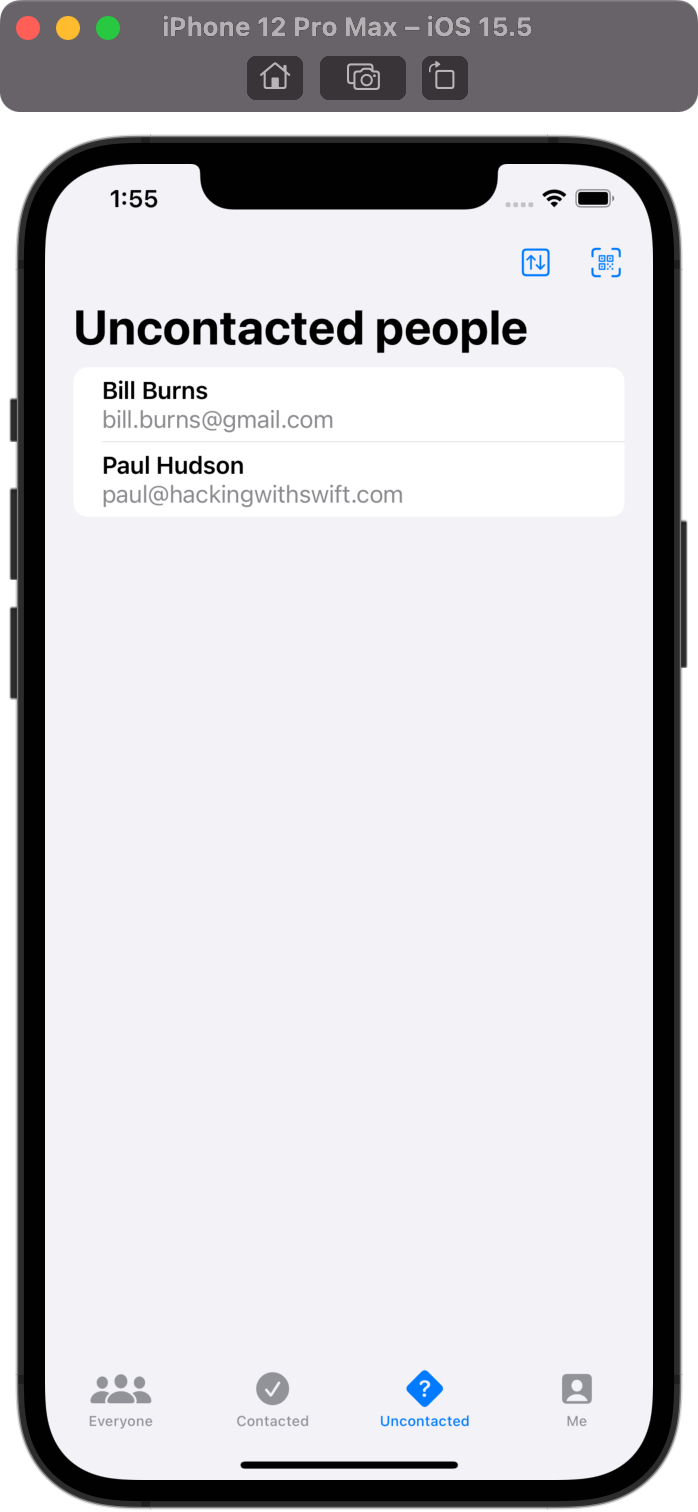 iPhone 12 Pro Max – iOS 15.5
1:55
Uncontacted people
Bill Burns
bill.burns@gmail.com
Paul Hudson
paul@hackingwithswift.com
Everyone
Contacted
?
Uncontacted
Me